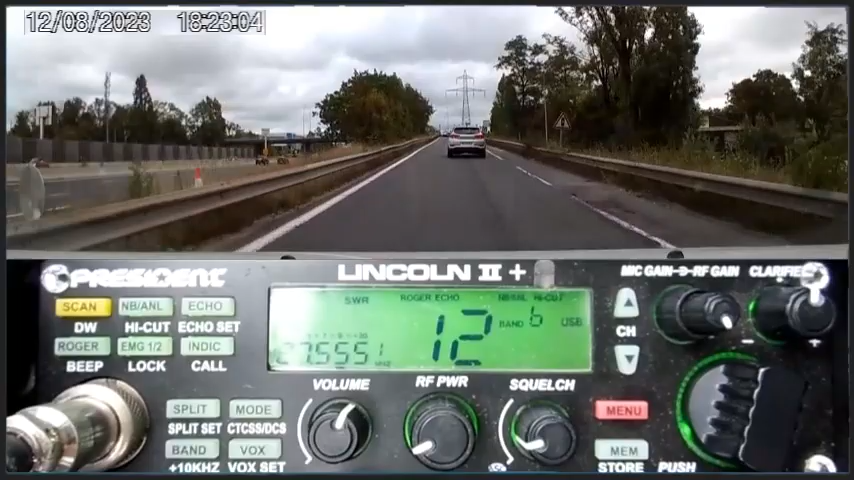 12/08/2023 18:23:04
PRESIDENT
LINCOLN II +
MIC GAIN RF GAIN CLARIFIER
SCAN NB/ANL ECHO
DW HI-CUT ECHO SET
ROGER EMG 1/2 INDIC
BEEP LOCK CALL
SWR ROGER ECHO NB/ANL HI-CUT
12 BAND 6 USB
27.555
CH
VOLUME RF PWR SQUELCH
SPLIT MODE
SPLIT SET CTCSS/DCS
BAND VOX
+10KHZ VOX SET
MENU
MEM
STORE PUSH